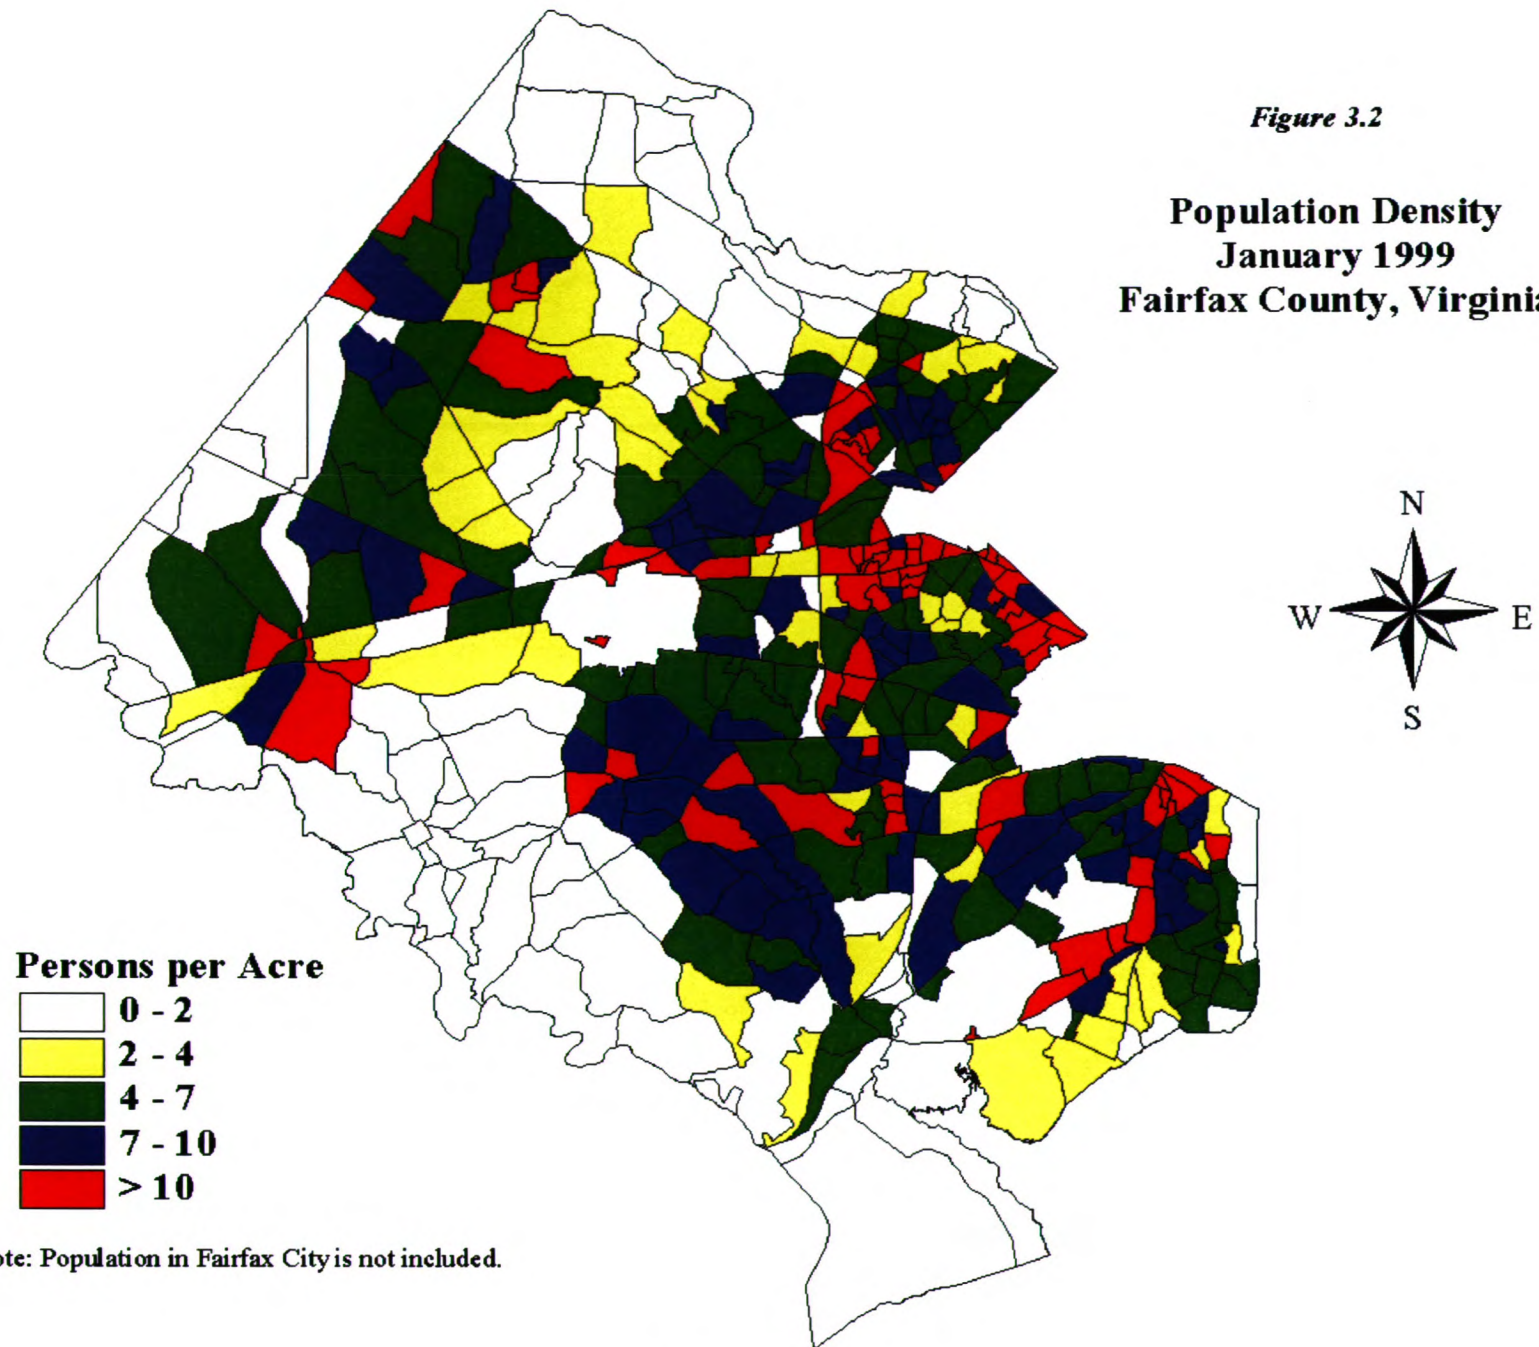 Figure 3.2
Population Density
January 1999
Fairfax County, Virginia
N
W
E
S
Persons per Acre
0 - 2
2 - 4
4 - 7
7 - 10
> 10
ote: Population in Fairfax City is not included.